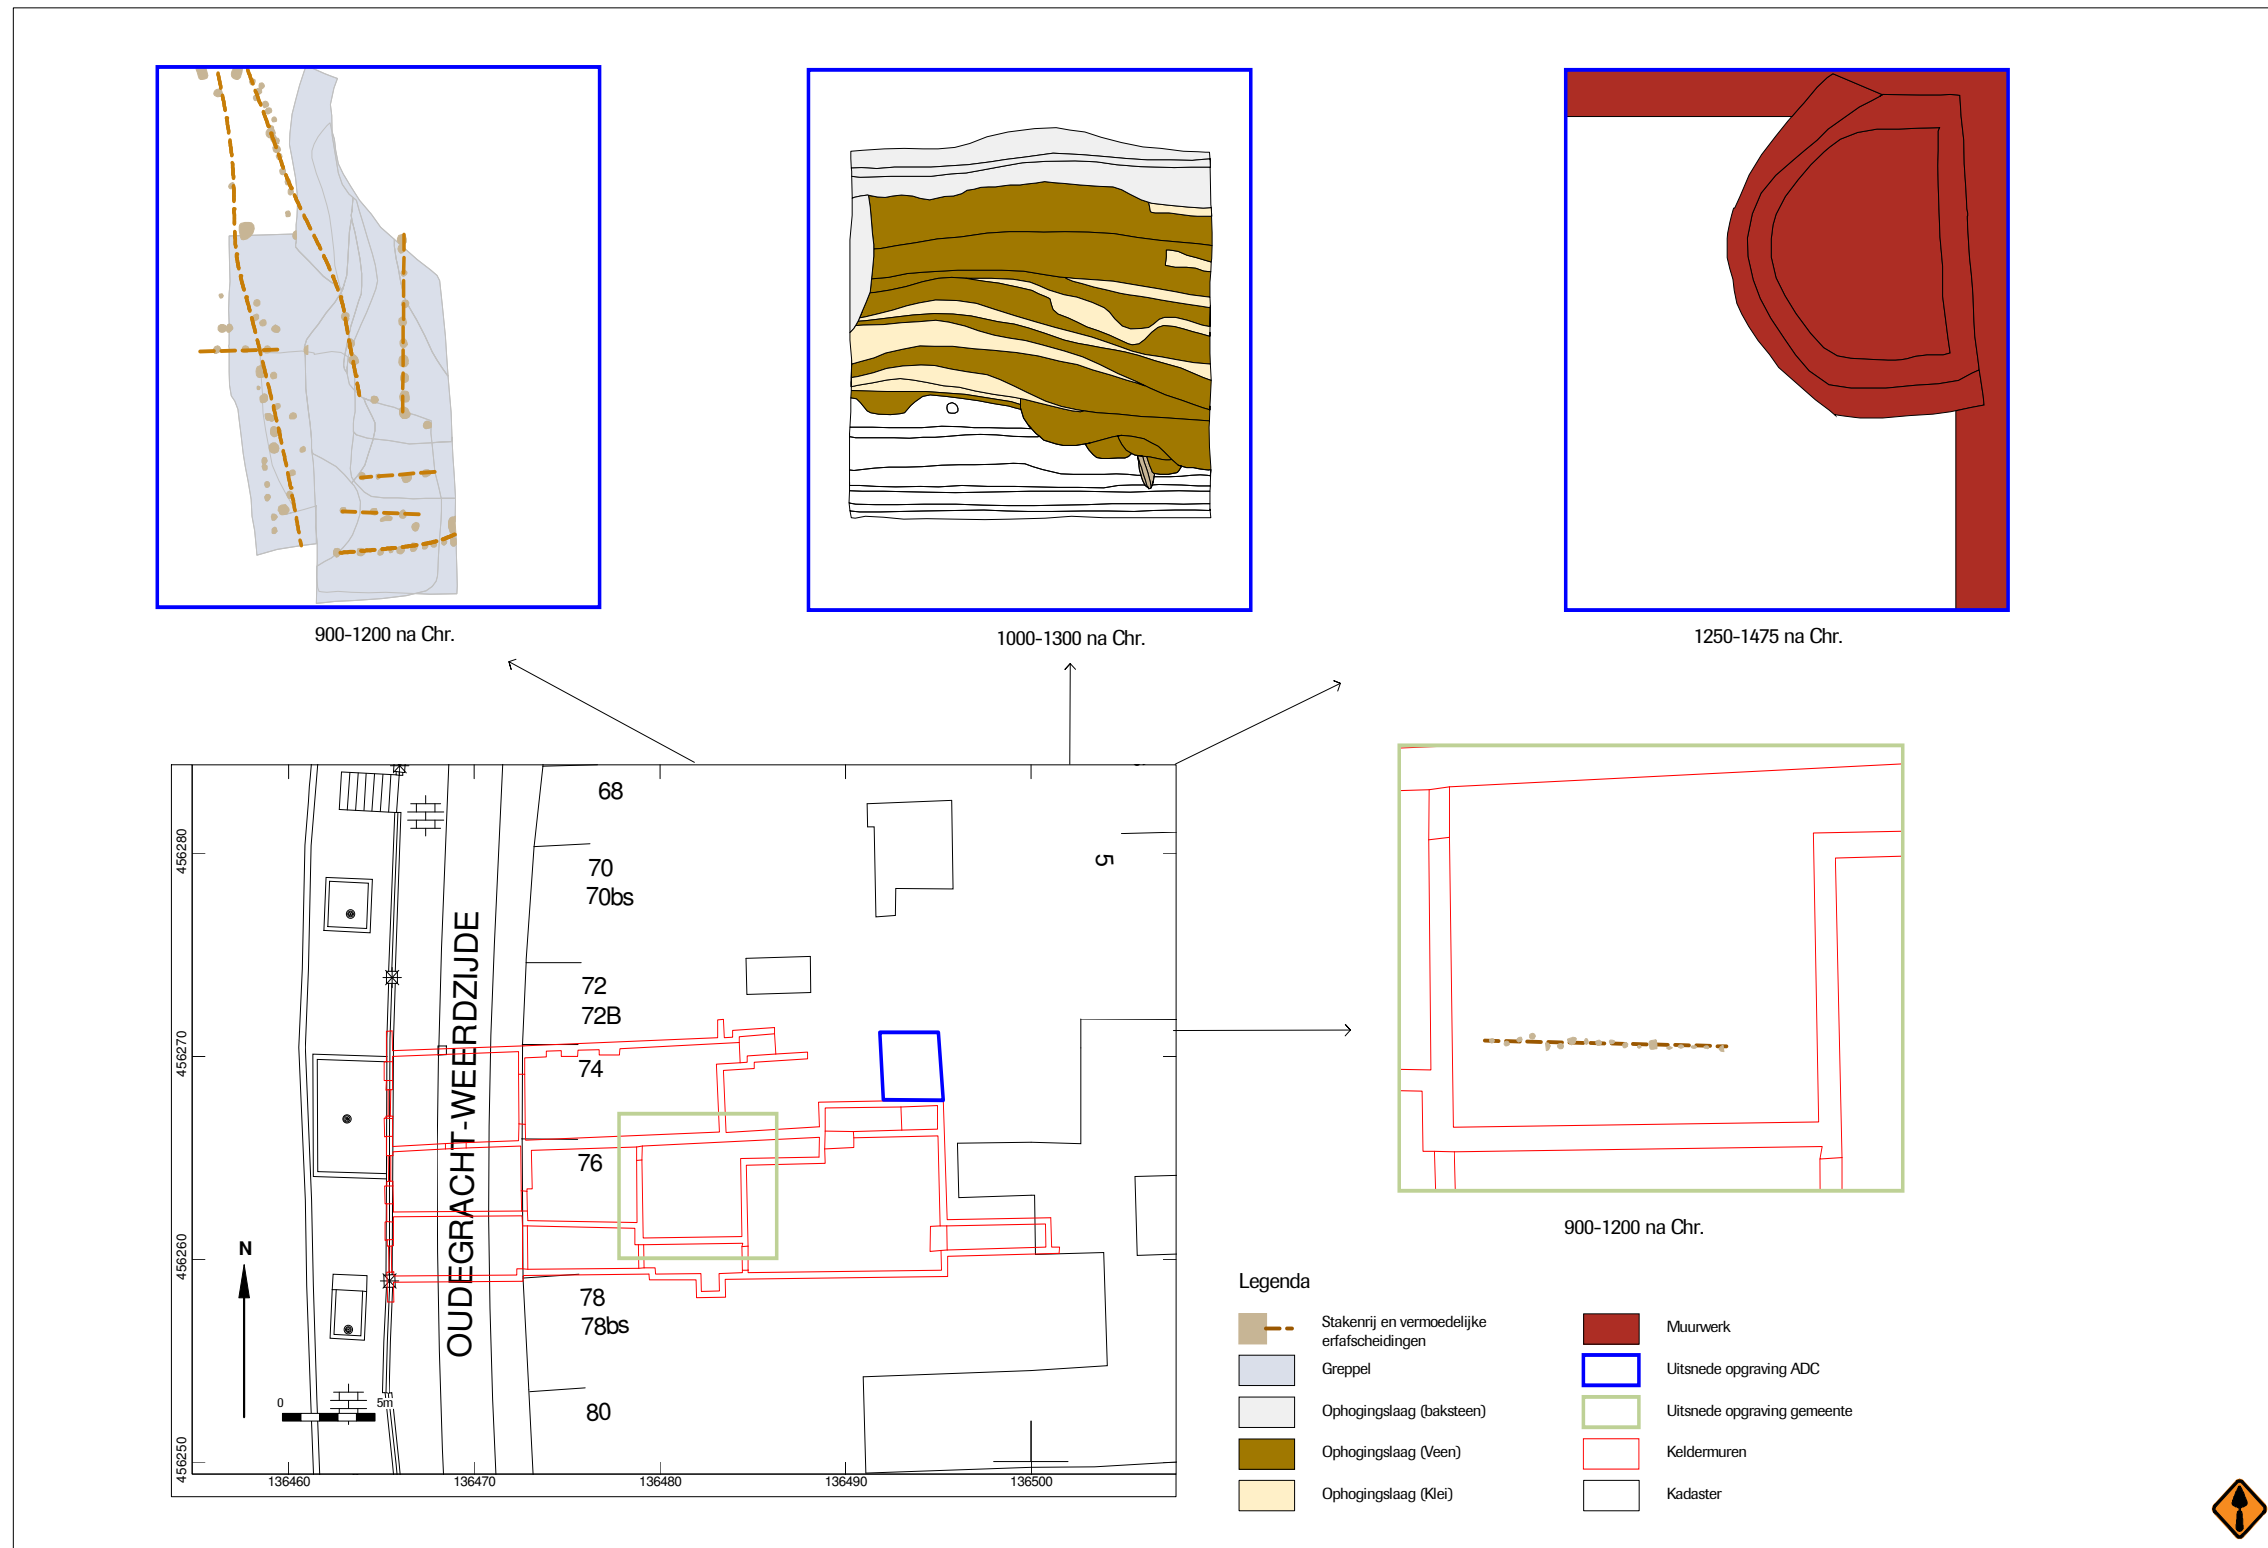 900-1200 na Chr.
1000-1300 na Chr.
1250-1475 na Chr.
68
70
70bs
72
72B
74
76
78
78bs
80
5
OUDEGRACHT-WEERDZIJDE
456280
456270
456260
456250
N
0
5m
136460
136470
136480
136490
136500
900-1200 na Chr.
Legenda
Stakenrij en vermoedelijke
erfafscheidingen
Greppel
Ophogingslaag (baksteen)
Ophogingslaag (Veen)
Ophogingslaag (Klei)
Muurwerk
Uitsnede opgraving ADC
Uitsnede opgraving gemeente
Keldermuren
Kadaster